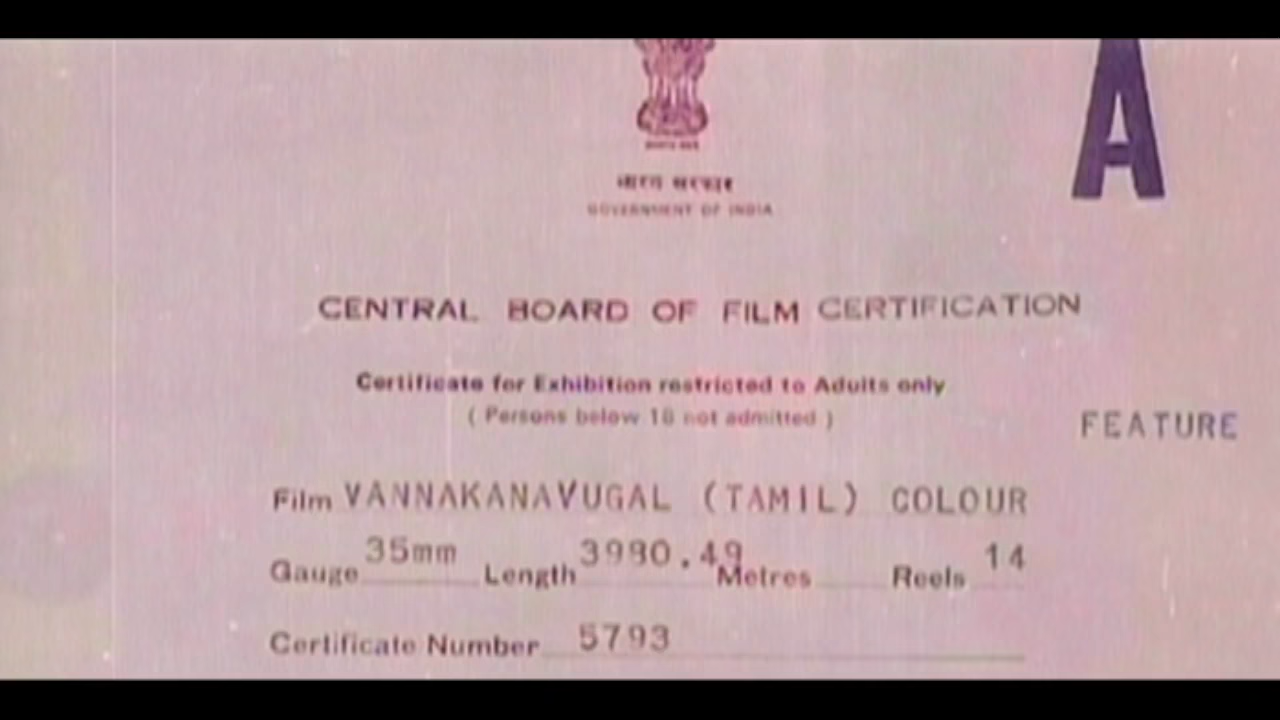 A
भारत सरकार
GOVERNMENT OF INDIA
CENTRAL BOARD OF FILM CERTIFICATION
Certificate for Exhibition restricted to Adults only
( Persons below 18 not admitted )
FEATURE
Film VANNAKANAVUGAL (TAMIL) COLOUR
Gauge 35mm Length 3980.49 Metres Reels 14
Certificate Number 5793